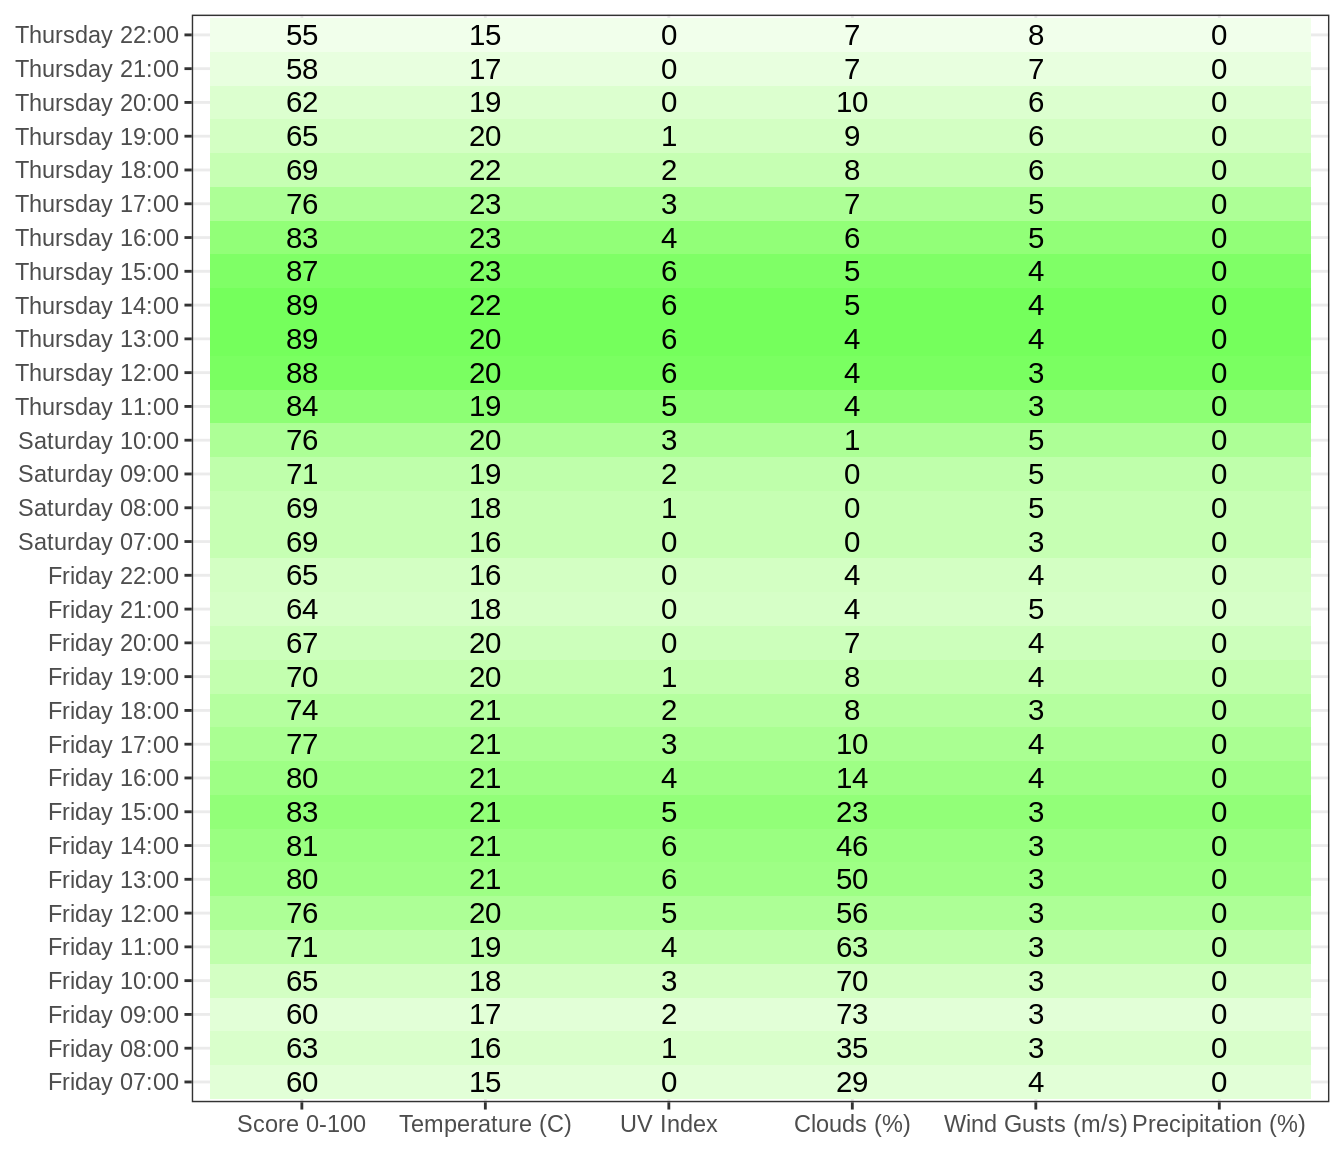 Thursday 22:00 55 15 0 7 8 0
Thursday 21:00 58 17 0 7 7 0
Thursday 20:00 62 19 0 10 6 0
Thursday 19:00 65 20 1 9 6 0
Thursday 18:00 69 22 2 8 6 0
Thursday 17:00 76 23 3 7 5 0
Thursday 16:00 83 23 4 6 5 0
Thursday 15:00 87 23 6 5 4 0
Thursday 14:00 89 22 6 5 4 0
Thursday 13:00 89 20 6 4 4 0
Thursday 12:00 88 20 6 4 3 0
Thursday 11:00 84 19 5 4 3 0
Saturday 10:00 76 20 3 1 5 0
Saturday 09:00 71 19 2 0 5 0
Saturday 08:00 69 18 1 0 5 0
Saturday 07:00 69 16 0 0 3 0
Friday 22:00 65 16 0 4 4 0
Friday 21:00 64 18 0 4 5 0
Friday 20:00 67 20 0 7 4 0
Friday 19:00 70 20 1 8 4 0
Friday 18:00 74 21 2 8 3 0
Friday 17:00 77 21 3 10 4 0
Friday 16:00 80 21 4 14 4 0
Friday 15:00 83 21 5 23 3 0
Friday 14:00 81 21 6 46 3 0
Friday 13:00 80 21 6 50 3 0
Friday 12:00 76 20 5 56 3 0
Friday 11:00 71 19 4 63 3 0
Friday 10:00 65 18 3 70 3 0
Friday 09:00 60 17 2 73 3 0
Friday 08:00 63 16 1 35 3 0
Friday 07:00 60 15 0 29 4 0
Score 0-100 Temperature (C) UV Index Clouds (%) Wind Gusts (m/s) Precipitation (%)